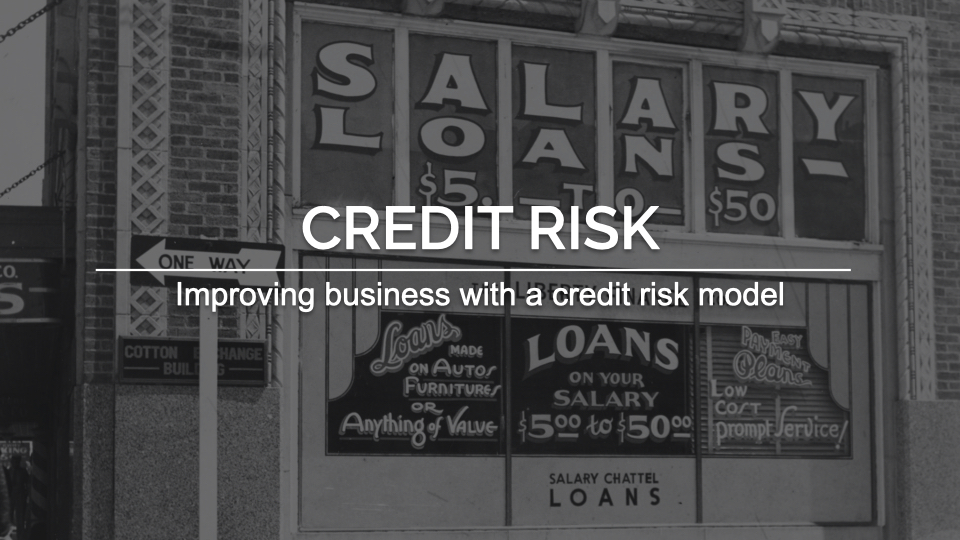 SALARY
LOANS
$5. TO $50
CREDIT RISK
ONE WAY
CO.
S
Improving business with a credit risk model
COTTON EXCHANGE
BUILDING
Loans
MADE
ON AUTOS
FURNITURES
OR
Anything of VALUE
LOANS
ON YOUR
SALARY
$5.00 to $50.00
EASY
PAYMENT
Plans
LOW
COST
prompt Service!
SALARY CHATTEL
LOANS